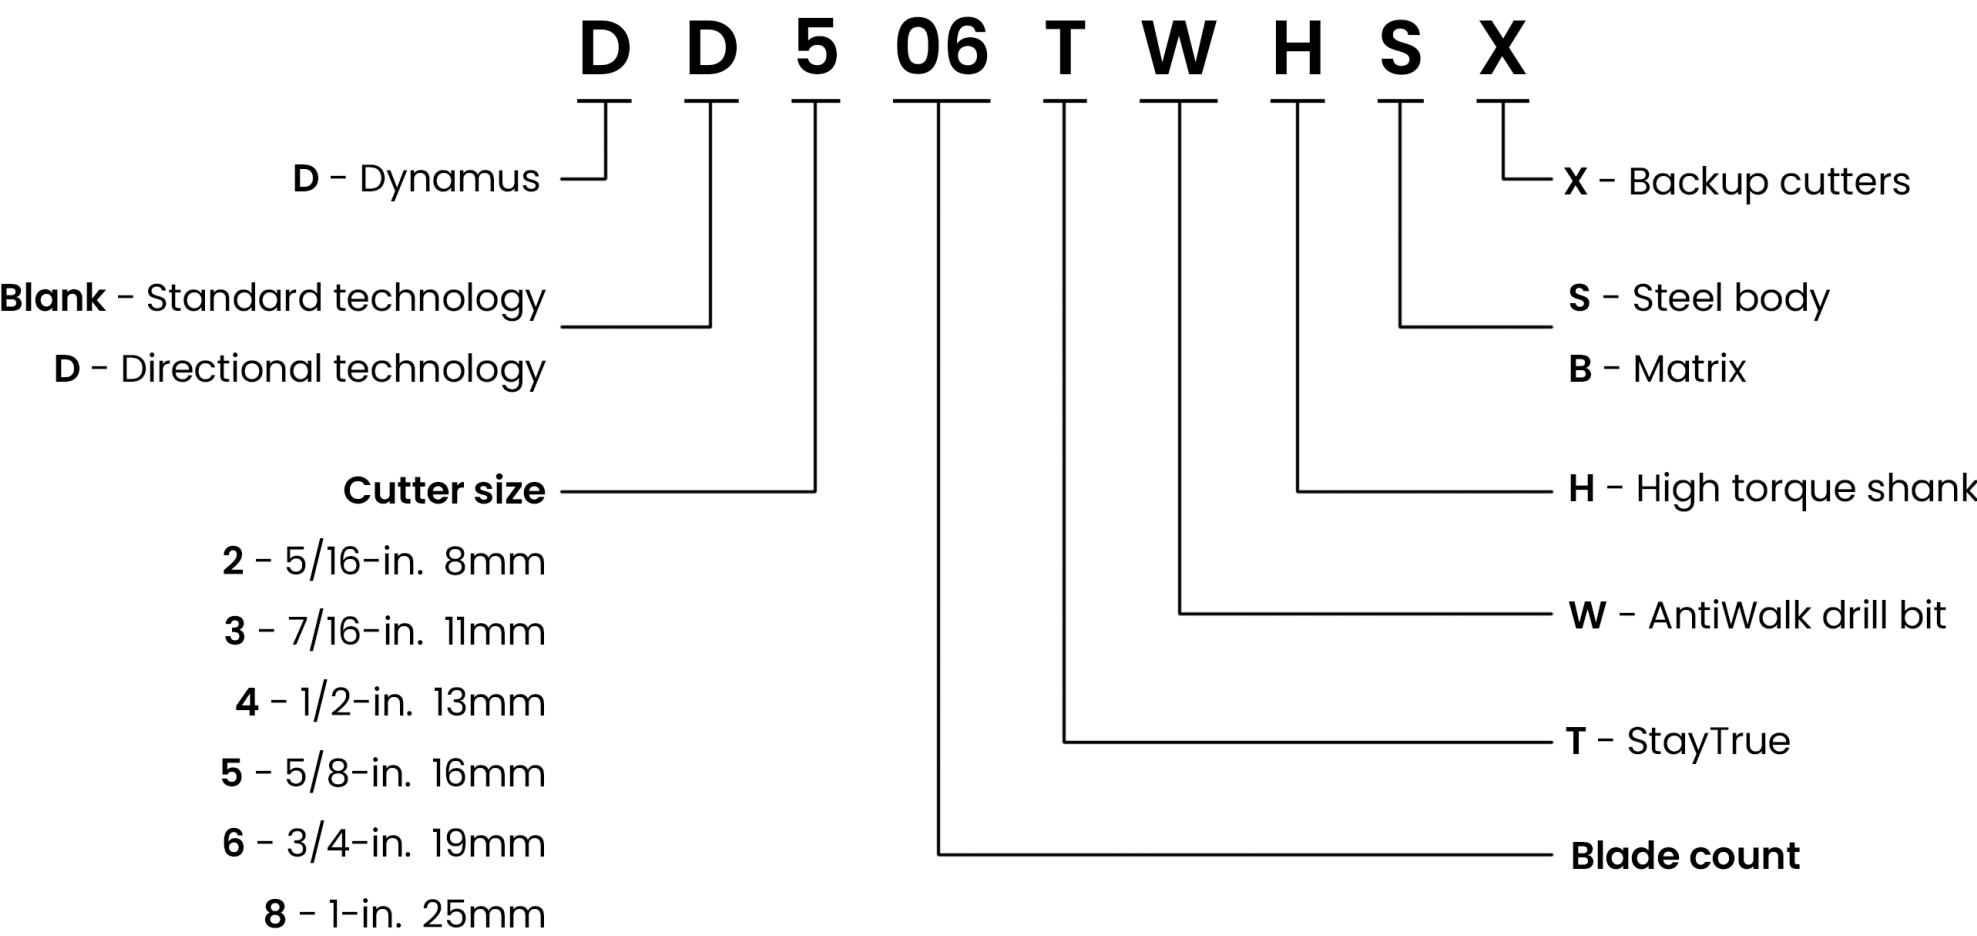 D D 5 06 T W H S X
D - Dynamus
Blank - Standard technology
D - Directional technology
Cutter size
2 - 5/16-in. 8mm
3 - 7/16-in. 11mm
4 - 1/2-in. 13mm
5 - 5/8-in. 16mm
6 - 3/4-in. 19mm
8 - 1-in. 25mm
X - Backup cutters
S - Steel body
B - Matrix
H - High torque shank
W - AntiWalk drill bit
T - StayTrue
Blade count